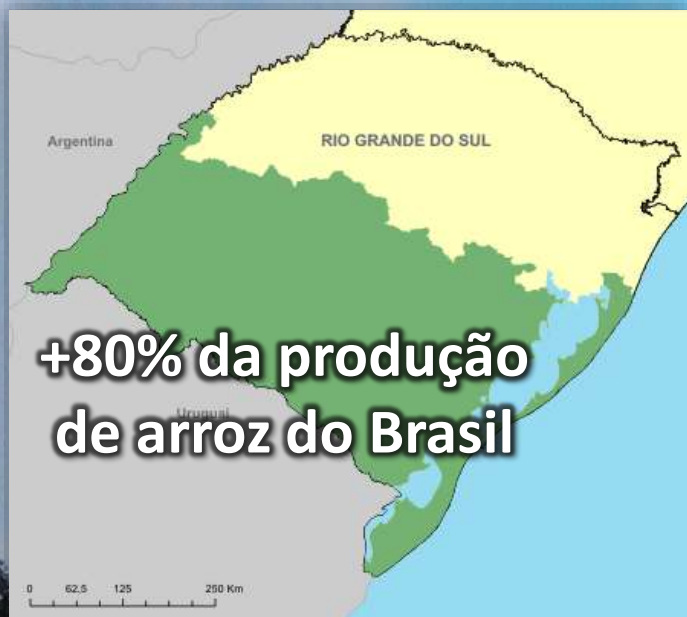 Argentina
RIO GRANDE DO SUL
+80% da produção
Uruguai
de arroz do Brasil
0 62,5 125 250 Km